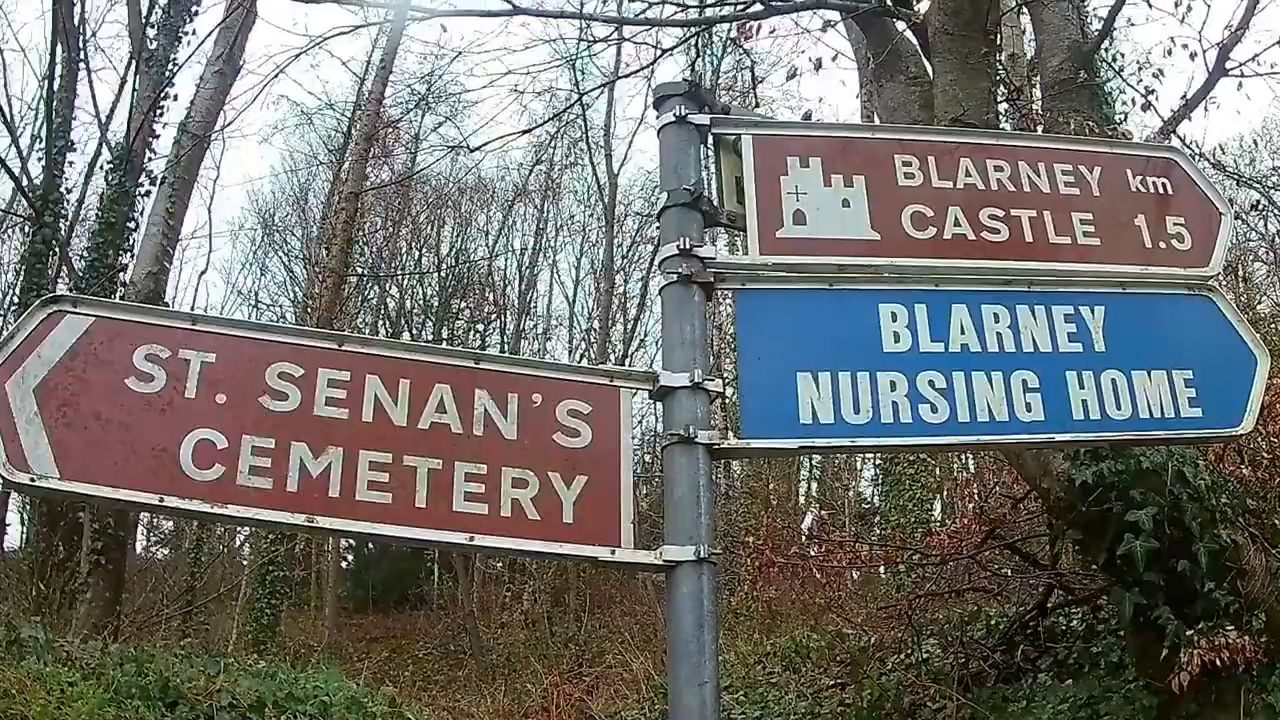 BLARNEY km
CASTLE 1.5
BLARNEY
NURSING HOME
ST. SENAN'S
CEMETERY